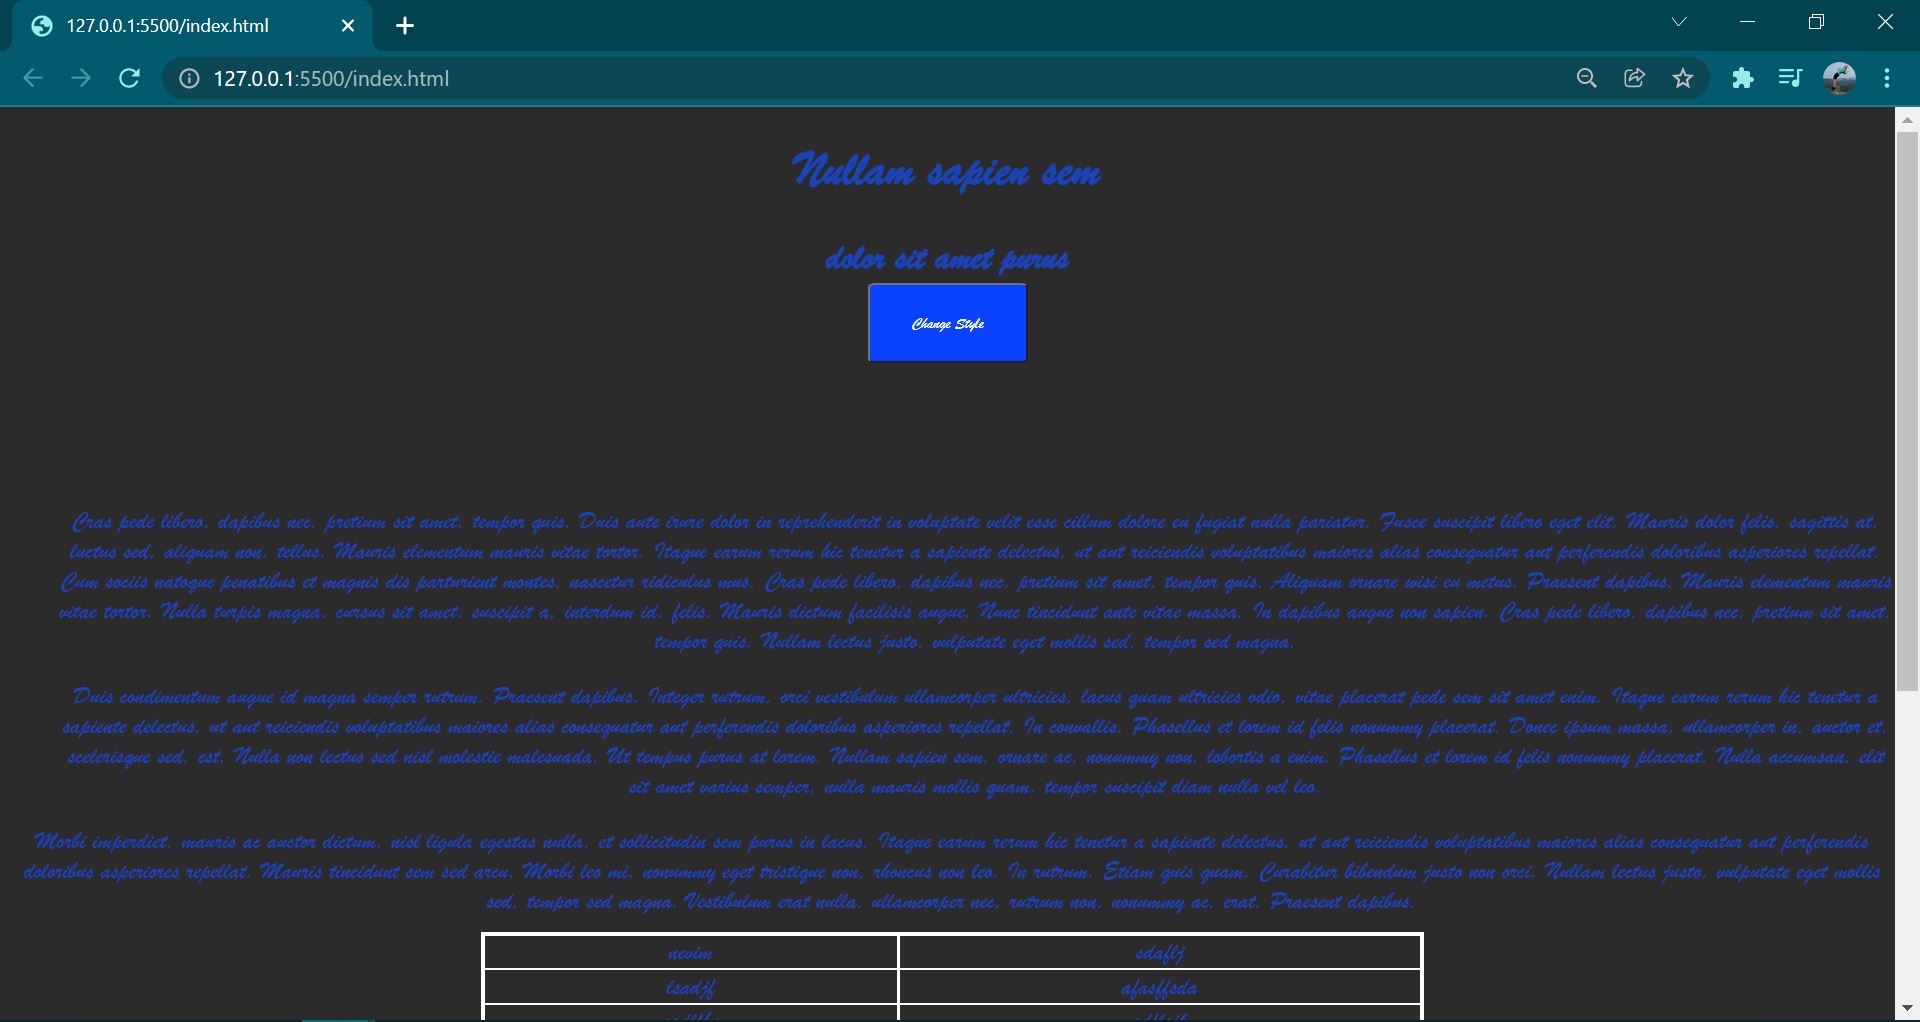 127.0.0.1:5500/index.html
127.0.0.1:5500/index.html
Nullam sapien sem
dolor sit amet purus
Change Style
Cras pede libero, dapibus nec, pretium sit amet, tempor quis. Duis aute irure dolor in reprehenderit in voluptate velit esse cillum dolore eu fugiat nulla pariatur. Fusce suscipit libero eget elit. Mauris dolor felis, sagittis at,
luctus sed, aliquam non, tellus. Mauris elementum mauris vitae tortor. Itaque earum rerum hic tenetur a sapiente delectus, ut aut reiciendis voluptatibus maiores alias consequatur aut perferendis doloribus asperiores repellat.
Cum sociis natoque penatibus et magnis dis parturient montes, nascetur ridiculus mus. Cras pede libero, dapibus nec, pretium sit amet, tempor quis. Aliquam ornare wisi eu metus. Praesent dapibus. Mauris elementum mauris
vitae tortor. Nulla turpis magna, cursus sit amet, suscipit a, interdum id, felis. Mauris dictum facilisis augue. Nunc tincidunt ante vitae massa. In dapibus augue non sapien. Cras pede libero, dapibus nec, pretium sit amet,
tempor quis. Nullam lectus justo, vulputate eget mollis sed, tempor sed magna.
Duis condimentum augue id magna semper rutrum. Praesent dapibus. Integer rutrum, orci vestibulum ullamcorper ultricies, lacus quam ultricies odio, vitae placerat pede sem sit amet enim. Itaque earum rerum hic tenetur a
sapiente delectus, ut aut reiciendis voluptatibus maiores alias consequatur aut perferendis doloribus asperiores repellat. In convallis. Phasellus et lorem id felis nonummy placerat. Donec ipsum massa, ullamcorper in, auctor et,
scelerisque sed, est. Nulla non lectus sed nisl molestie malesuada. Ut tempus purus at lorem. Nullam sapien sem, ornare ac, nonummy non, lobortis a enim. Phasellus et lorem id felis nonummy placerat. Nulla accumsan, elit
sit amet varius semper, nulla mauris mollis quam, tempor suscipit diam nulla vel leo.
Morbi imperdiet, mauris ac auctor dictum, nisl ligula egestas nulla, et sollicitudin sem purus in lacus. Itaque earum rerum hic tenetur a sapiente delectus, ut aut reiciendis voluptatibus maiores alias consequatur aut perferendis
doloribus asperiores repellat. Mauris tincidunt sem sed arcu. Morbi leo mi, nonummy eget tristique non, rhoncus non leo. In rutrum. Etiam quis quam. Curabitur bibendum justo non orci. Nullam lectus justo, vulputate eget mollis
sed, tempor sed magna. Vestibulum erat nulla, ullamcorper nec, rutrum non, nonummy ac, erat. Praesent dapibus.
nevim sdaflj
lsadjf afasffsda